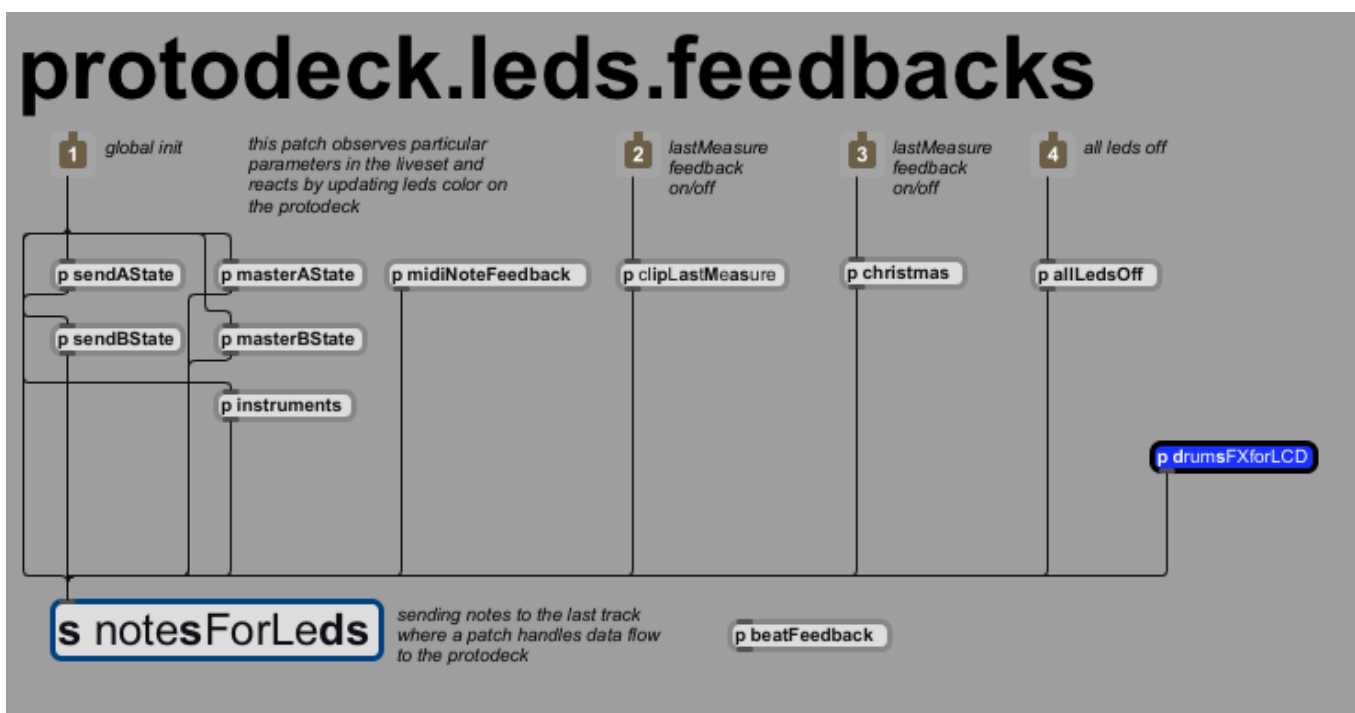 protodeck.leds.feedbacks
1
global init
this patch observes particular
parameters in the liveset and
reacts by updating leds color on
the protodeck
2
lastMeasure
feedback
on/off
3
lastMeasure
feedback
on/off
4
all leds off
p sendAState
p masterAState
p midiNoteFeedback
p clipLastMeasure
p christmas
p allLedsOff
p sendBState
p masterBState
p instruments
p drumsFXforLCD
s notesForLeds
sending notes to the last track
where a patch handles data flow
to the protodeck
p beatFeedback